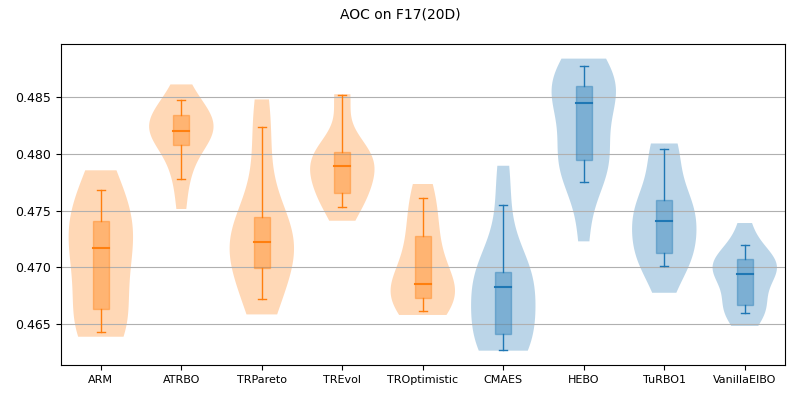 AOC on F17(20D)
0.485
0.480
0.475
0.470
0.465
ARM ATRBO TRPareto TREvol TROptimistic CMAES HEBO TuRBO1 VanillaEIBO